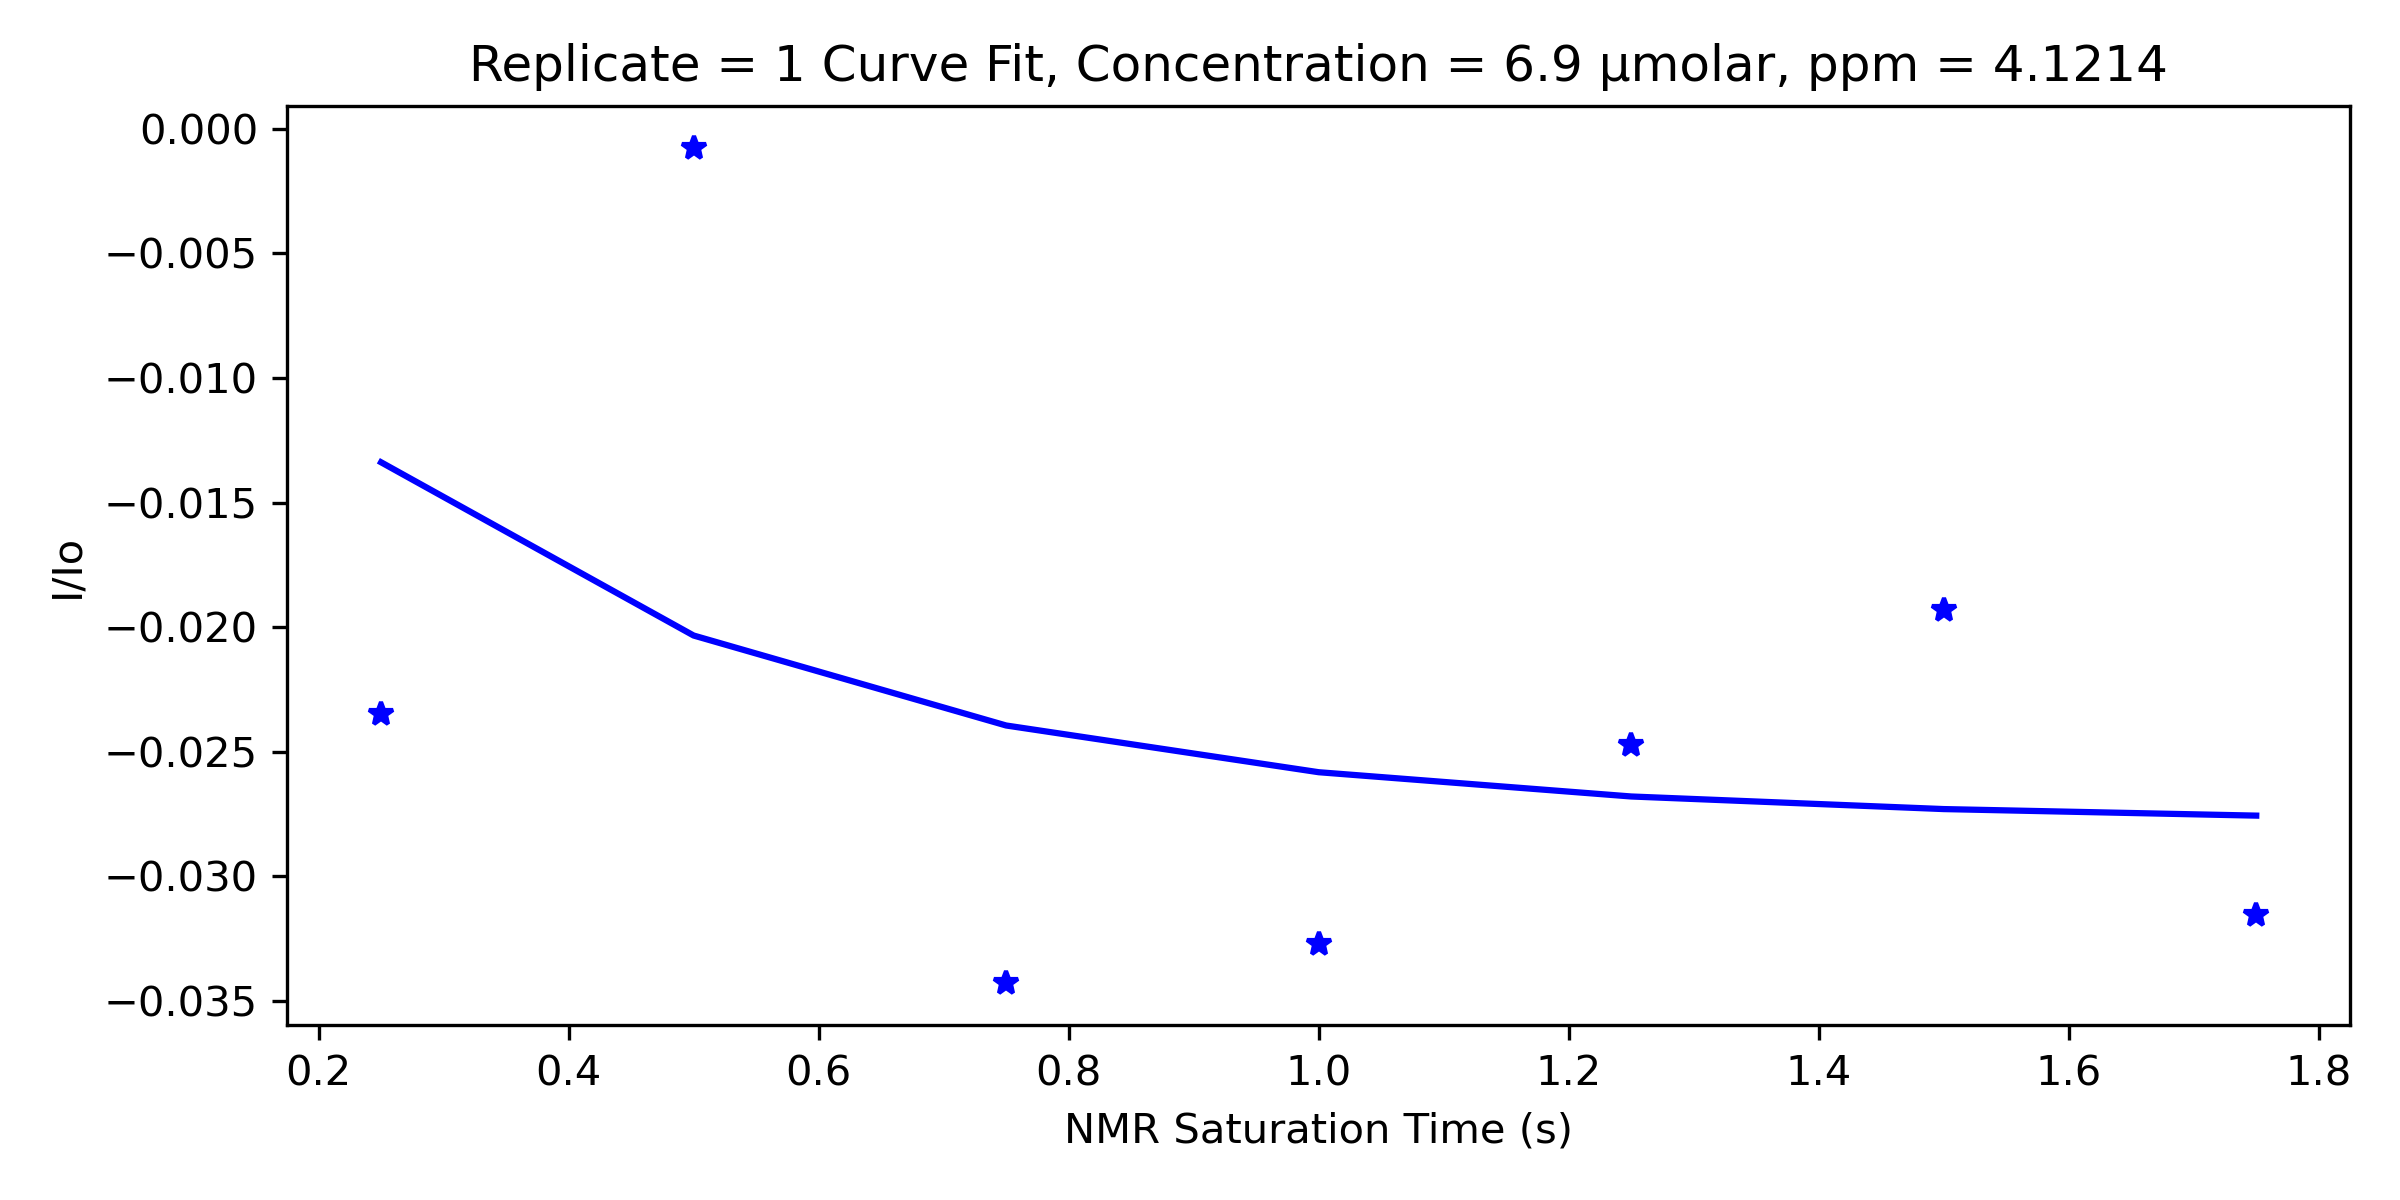 Replicate = 1 Curve Fit, Concentration = 6.9 μmolar, ppm = 4.1214
0.000
−0.005
−0.010
−0.015
−0.020
−0.025
−0.030
−0.035
I/Io
0.2 0.4 0.6 0.8 1.0 1.2 1.4 1.6 1.8
NMR Saturation Time (s)